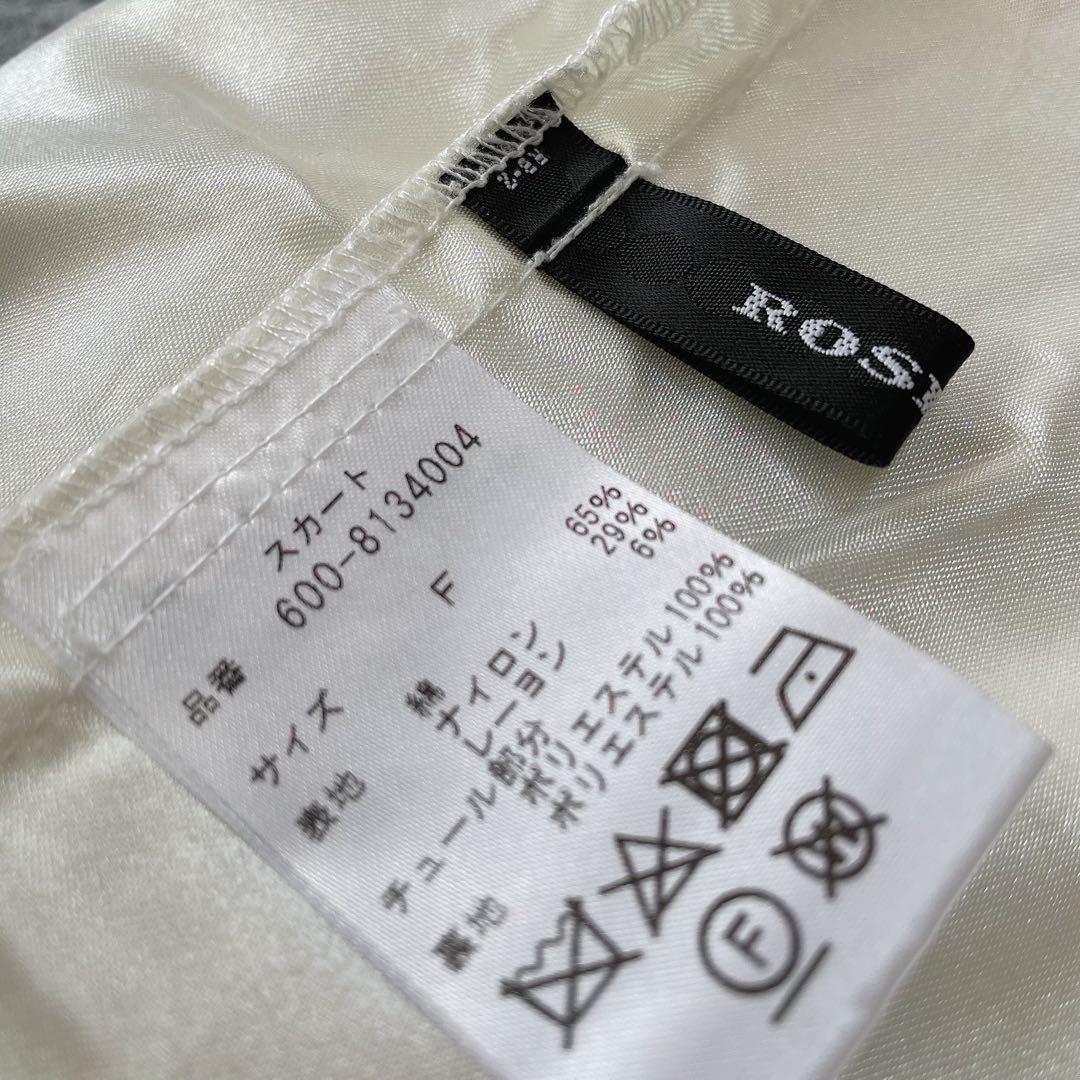 ROS
スカート
品番 600-8134004
サイズ F
表地 綿 65%
ナイロン 29%
レーヨン 6%
チュール部分
ポリエステル 100%
裏地 ポリエステル 100%
F